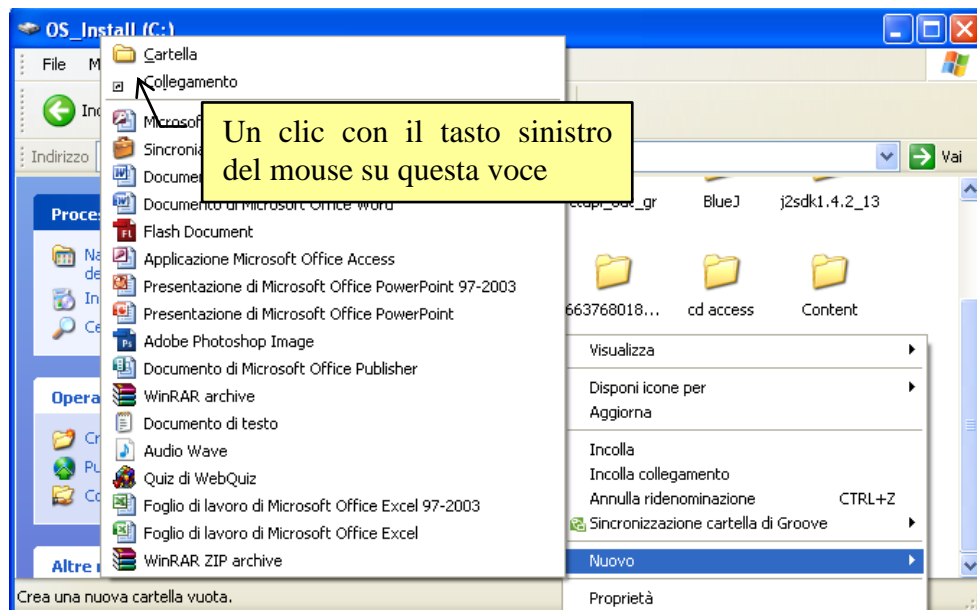 OS_Install (C:)
File
Cartella
Collegamento
Un clic con il tasto sinistro
del mouse su questa voce
Indirizzo
Vai
Documento di Microsoft Office Word
Flash Document
Applicazione Microsoft Office Access
Presentazione di Microsoft Office PowerPoint 97-2003
Presentazione di Microsoft Office PowerPoint
Adobe Photoshop Image
Documento di Microsoft Office Publisher
WinRAR archive
Documento di testo
Audio Wave
Quiz di WebQuiz
Foglio di lavoro di Microsoft Office Excel 97-2003
Foglio di lavoro di Microsoft Office Excel
WinRAR ZIP archive
BlueJ
j2sdk1.4.2_13
663768018...
cd access
Content
Visualizza
Disponi icone per
Aggiorna
Incolla
Incolla collegamento
Annulla ridenominazione CTRL+Z
Sincronizzazione cartella di Groove
Nuovo
Proprietà
Altre
Crea una nuova cartella vuota.